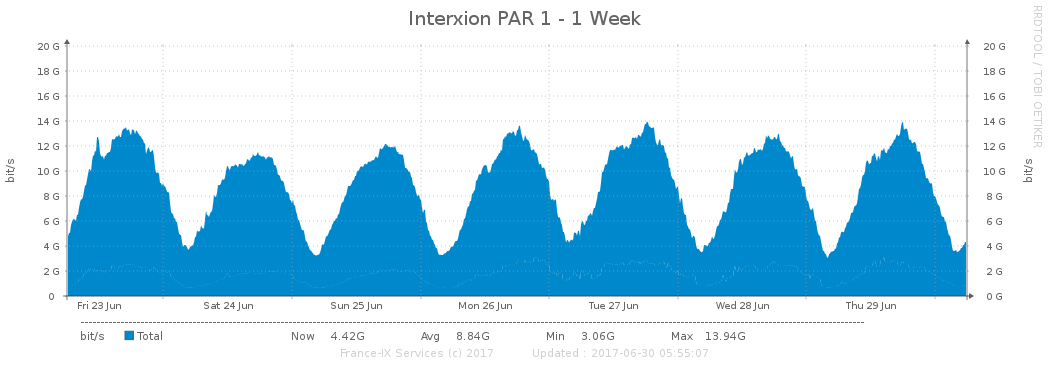 Interxion PAR 1 - 1 Week
RRDTOOL / TOBI OETIKER
20 G 20 G
18 G 18 G
16 G 16 G
14 G 14 G
12 G 12 G
10 G 10 G
8 G 8 G
6 G 6 G
4 G 4 G
2 G 2 G
0 0 G
bit/s
bit/s
Fri 23 Jun Sat 24 Jun Sun 25 Jun Mon 26 Jun Tue 27 Jun Wed 28 Jun Thu 29 Jun
bit/s Total Now 4.42G Avg 8.84G Min 3.06G Max 13.94G
France-IX Services (c) 2017 Updated : 2017-06-30 05:55:07